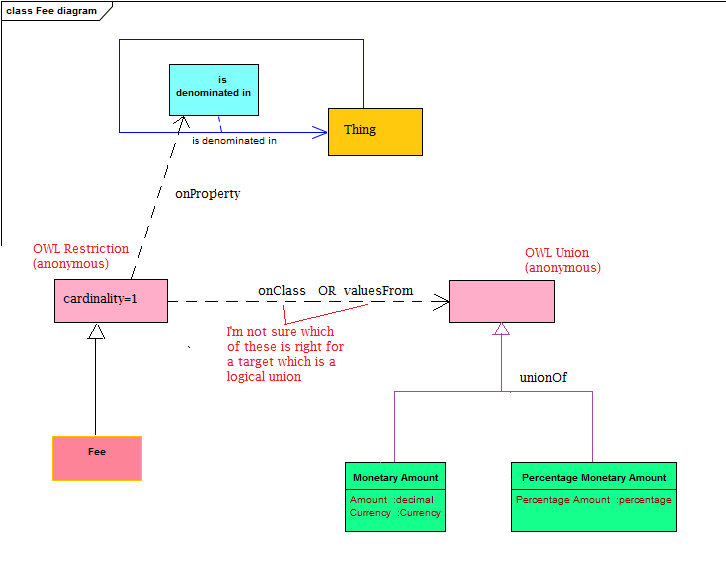 class Fee diagram
is
denominated in
is denominated in
Thing
onProperty
OWL Restriction
(anonymous)
cardinality=1
onClass OR valuesFrom
OWL Union
(anonymous)
I'm not sure which
of these is right for
a target which is a
logical union
unionOf
Fee
Monetary Amount
Amount :decimal
Currency :Currency
Percentage Monetary Amount
Percentage Amount :percentage